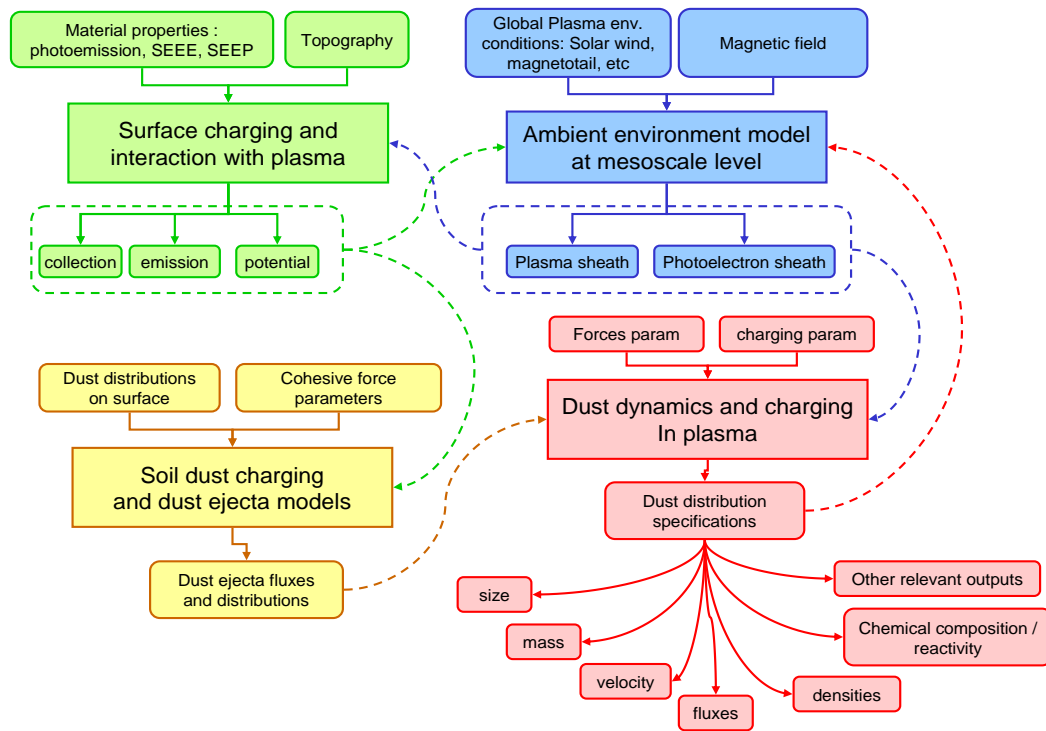 Material properties :
photoemission, SEEE, SEEP
Topography
Global Plasma env.
conditions: Solar wind,
magnetotail, etc
Magnetic field
Surface charging and
interaction with plasma
Ambient environment model
at mesoscale level
collection
emission
potential
Plasma sheath
Photoelectron sheath
Forces param
charging param
Dust distributions
on surface
Cohesive force
parameters
Dust dynamics and charging
In plasma
Soil dust charging
and dust ejecta models
Dust distribution
specifications
Dust ejecta fluxes
and distributions
size
Other relevant outputs
mass
Chemical composition /
reactivity
velocity
fluxes
densities